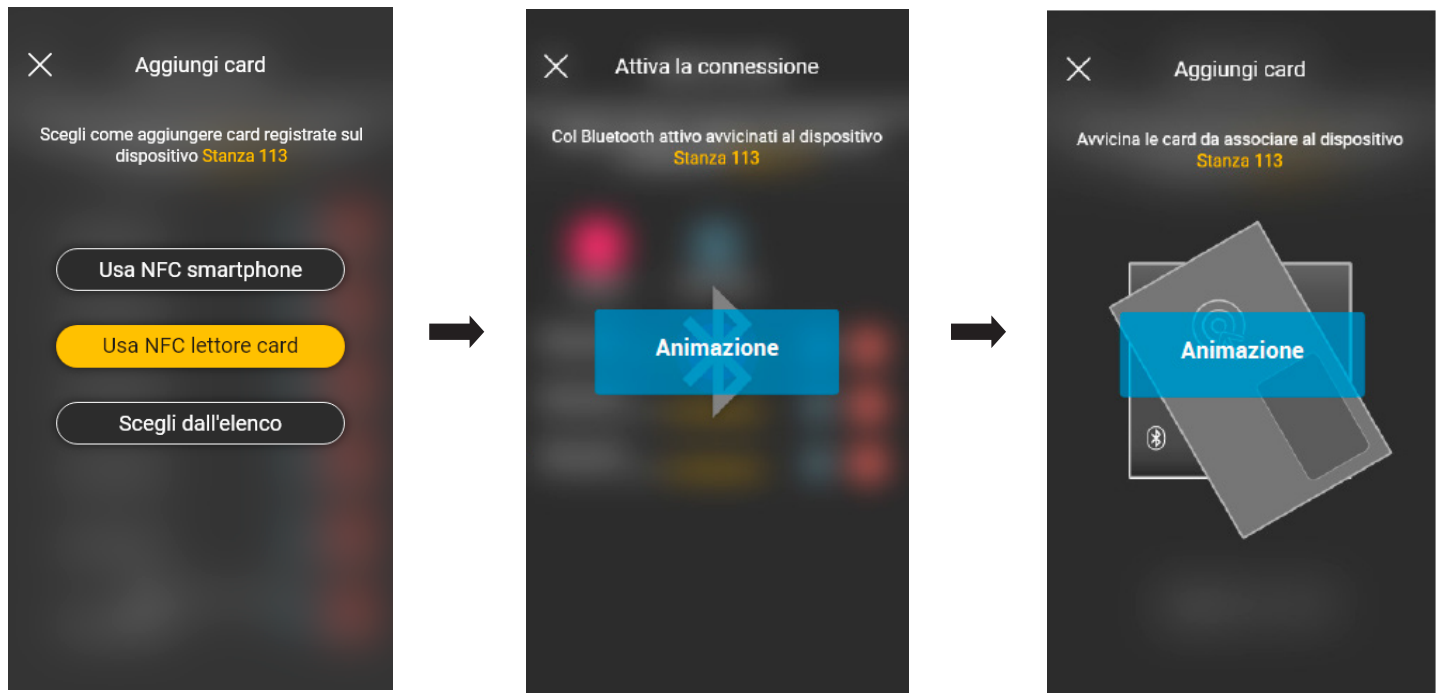 Aggiungi card
Scegli come aggiungere card registrate sul
dispositivo Stanza 113
Usa NFC smartphone
Usa NFC lettore card
Scegli dall'elenco
Attiva la connessione
Col Bluetooth attivo avvicinati al dispositivo
Stanza 113
Animazione
Aggiungi card
Avvicina le card da associare al dispositivo
Stanza 113
Animazione